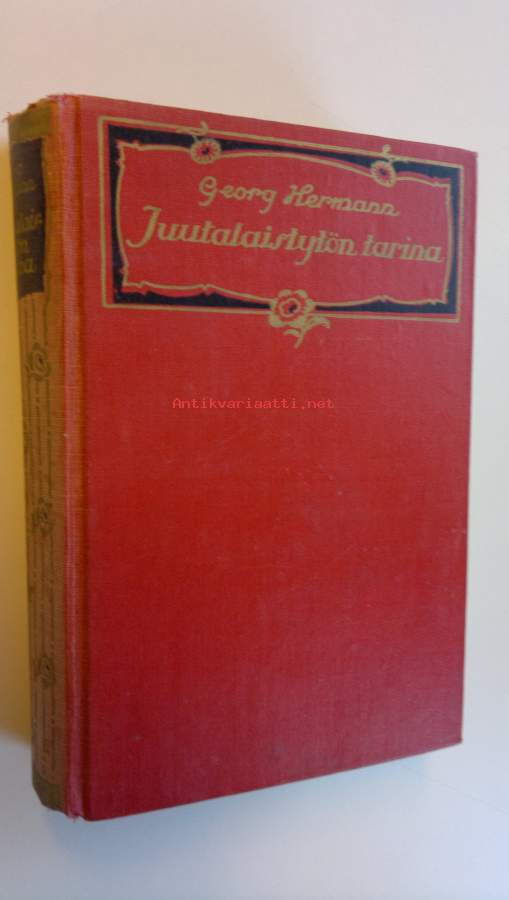 Georg Hermann
Juutalaistytön tarina
Antikvariaatti.net